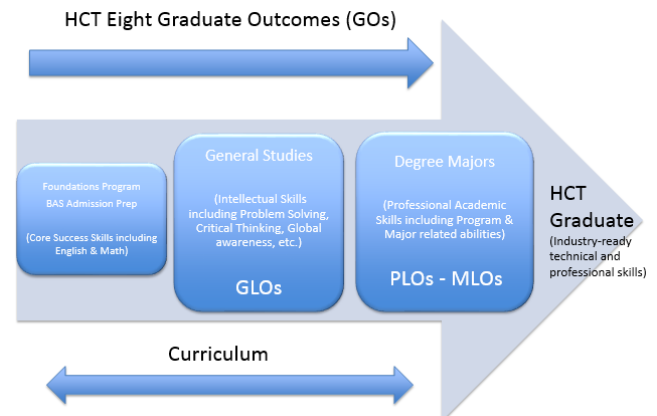 HCT Eight Graduate Outcomes (GOs)
Foundations Program
BAS Admission Prep
(Core Success Skills including
English & Math)
General Studies
(Intellectual Skills
including Problem Solving,
Critical Thinking, Global
awareness, etc.)
GLOs
Degree Majors
(Professional Academic
Skills including Program &
Major related abilities)
PLOs - MLOs
HCT
Graduate
(Industry-ready
technical and
professional skills)
Curriculum